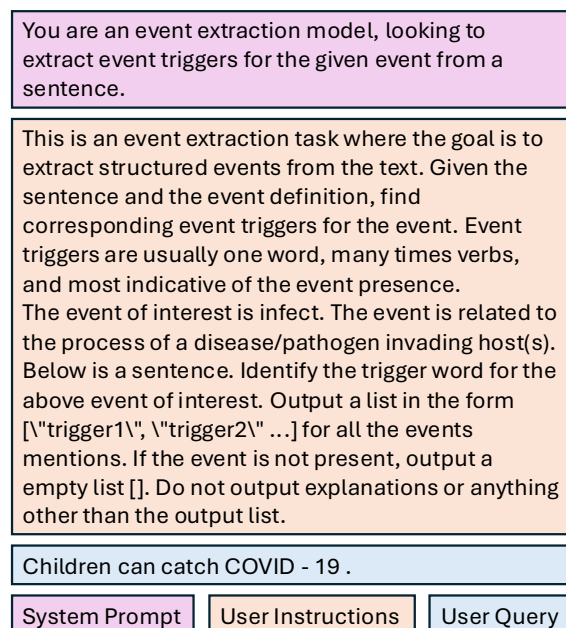 You are an event extraction model, looking to
extract event triggers for the given event from a
sentence.
This is an event extraction task where the goal is to
extract structured events from the text. Given the
sentence and the event definition, find
corresponding event triggers for the event. Event
triggers are usually one word, many times verbs,
and most indicative of the event presence.
The event of interest is infect. The event is related to
the process of a disease/pathogen invading host(s).
Below is a sentence. Identify the trigger word for the
above event of interest. Output a list in the form
[\"trigger1\", \"trigger2\" ...] for all the events
mentions. If the event is not present, output a
empty list []. Do not output explanations or anything
other than the output list.
Children can catch COVID - 19 .
System Prompt User Instructions User Query